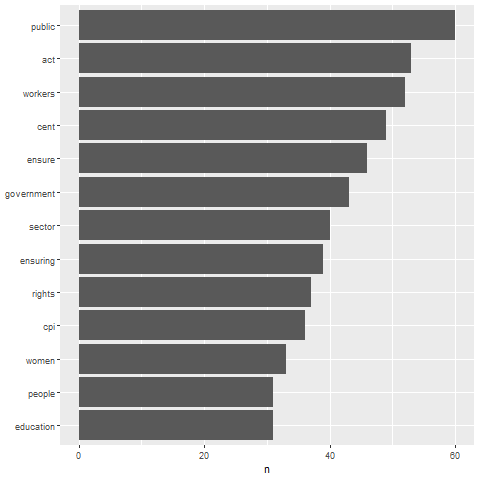 public
act
workers
cent
ensure
government
sector
ensuring
rights
cpi
women
people
education
0 20 40 60
n